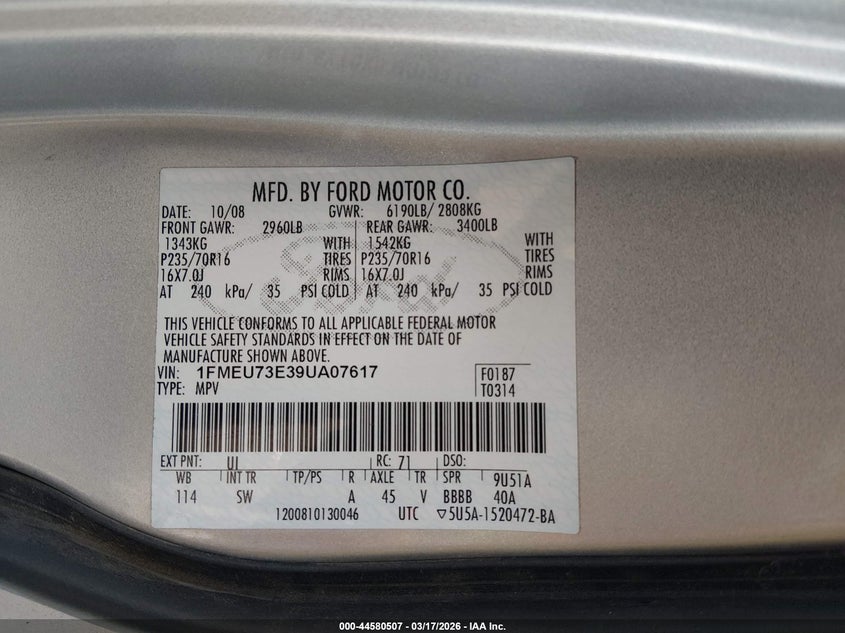 MFD. BY FORD MOTOR CO.
DATE: 10/08 GVWR: 6190LB/ 2808KG
FRONT GAWR: 2960LB REAR GAWR: 3400LB
1343KG WITH 1542KG WITH
P235/70R16 TIRES P235/70R16 TIRES
16X7.0J RIMS 16X7.0J RIMS
AT 240 kPa/ 35 PSI COLD AT 240 kPa/ 35 PSI COLD
Ford
THIS VEHICLE CONFORMS TO ALL APPLICABLE FEDERAL MOTOR
VEHICLE SAFETY STANDARDS IN EFFECT ON THE DATE OF
MANUFACTURE SHOWN ABOVE.
VIN: 1FMEU73E39UA07617 F0187
TYPE: MPV T0314
EXT PNT: UJ RC: 71 DSO:
WB INT TR TP/PS R AXLE TR SPR 9U51A
114 SW A 45 V BBBB 40A
1200810130046 UTC ▽5U5A-1520472-BA
000-44580507 - 03/17/2026 - IAA Inc.